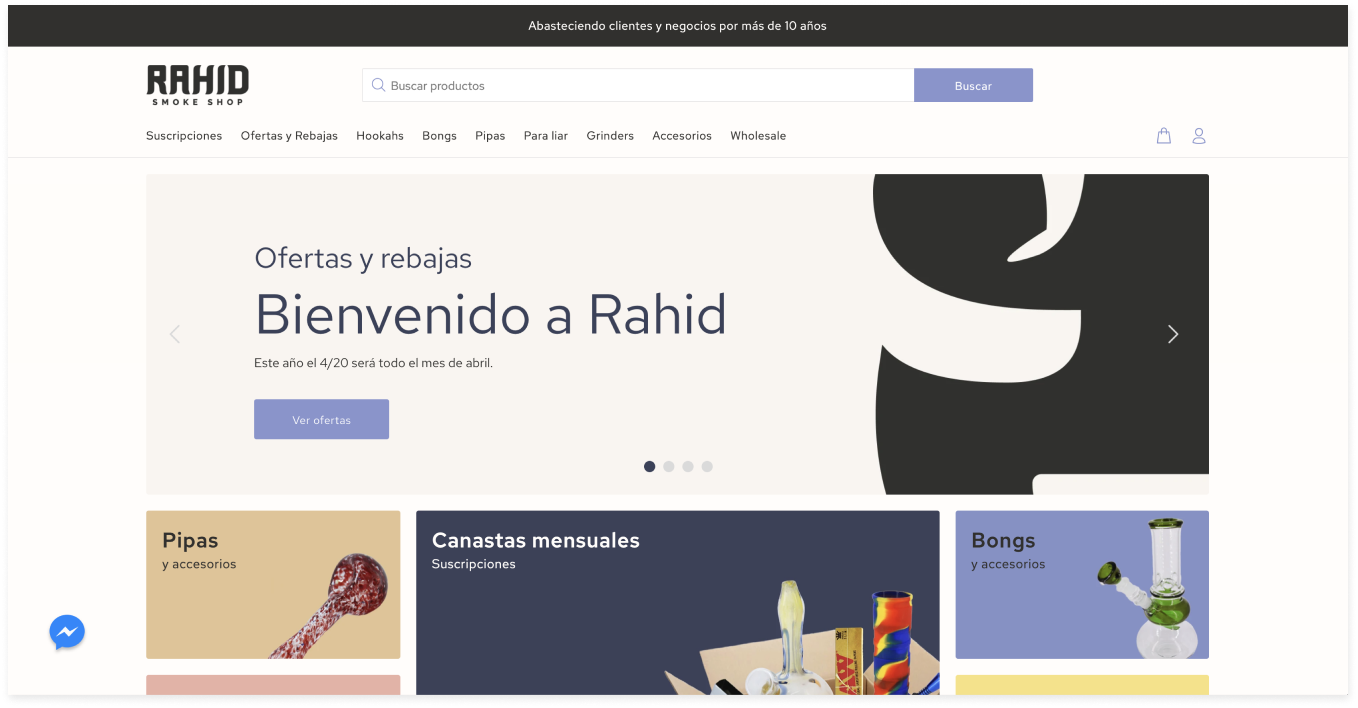 Abasteciendo clientes y negocios por más de 10 años
RAHID
SMOKE SHOP
Buscar productos
Buscar
Suscripciones Ofertas y Rebajas Hookahs Bongs Pipas Para liar Grinders Accesorios Wholesale
Ofertas y rebajas
Bienvenido a Rahid
Este año el 4/20 será todo el mes de abril.
Ver ofertas
Pipas
y accesorios
Canastas mensuales
Suscripciones
Bongs
y accesorios